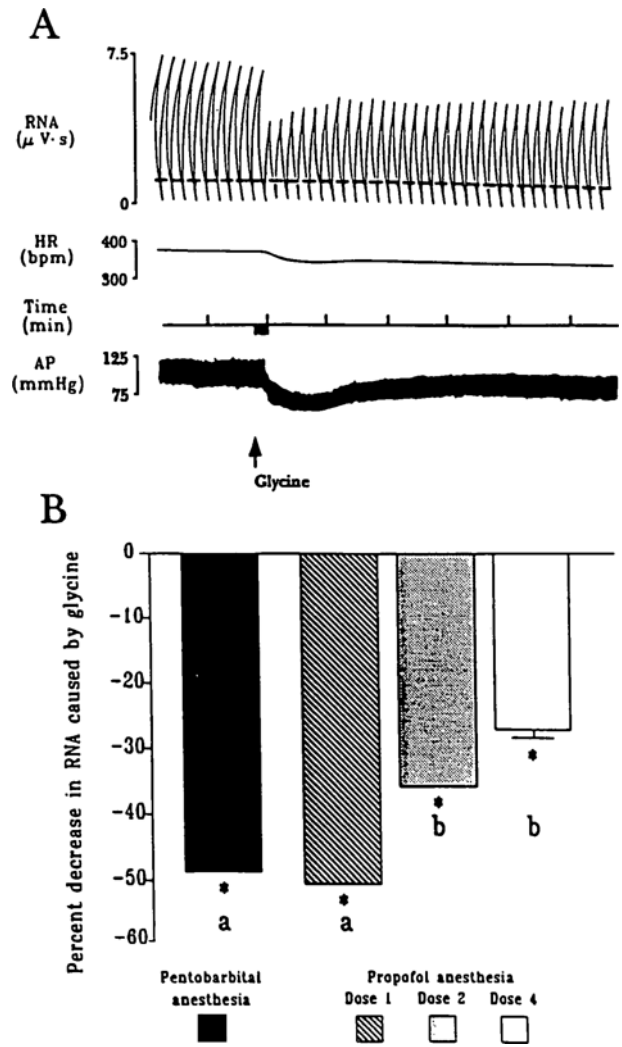 A
7.5
RNA
(μ V·s)
0
HR
(bpm)
400
300
Time
(min)
AP
(mmHg)
125
75
Glycine
B
Percent decrease in RNA caused by glycine
0
-10
-20
-30
-40
-50
-60
* * * *
a a b b
Pentobarbital
anesthesia
Propofol anesthesia
Dose 1 Dose 2 Dose 4